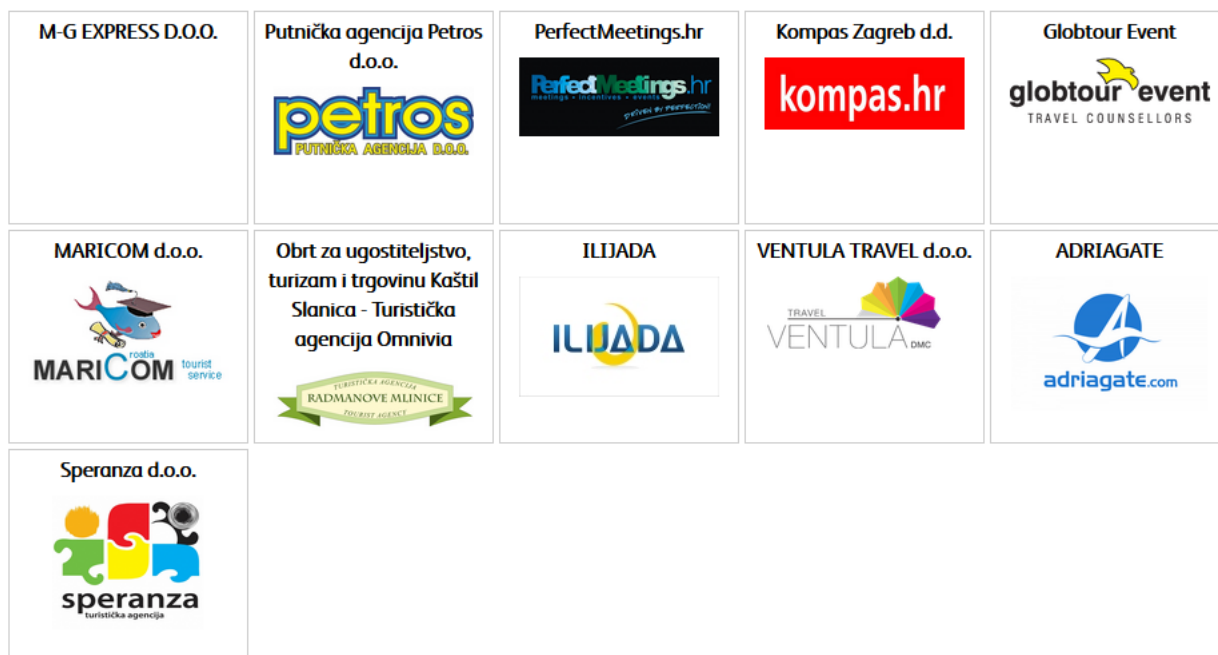 M-G EXPRESS D.O.O.
Putnička agencija Petros
d.o.o.
petros
PUTNIČKA AGENCIJA D.O.O.
PerfectMeetings.hr
PerfectMeetings.hr
meetings • incentives • events
DRIVEN BY PERFECTION!
Kompas Zagreb d.d.
kompas.hr
Globtour Event
globtour event
TRAVEL COUNSELLORS
MARICOM d.o.o.
MARICOM
roatia
tourist
service
Obrt za ugostiteljstvo,
turizam i trgovinu Kaštil
Slanica - Turistička
agencija Omnivia
TURISTIČKA AGENCIJA
RADMANOVE MLINICE
TOURIST AGENCY
ILIJADA
ILIJADA
VENTULA TRAVEL d.o.o.
TRAVEL
VENTULA DMC
ADRIAGATE
adriagate.com
Speranza d.o.o.
speranza
turistička agencija